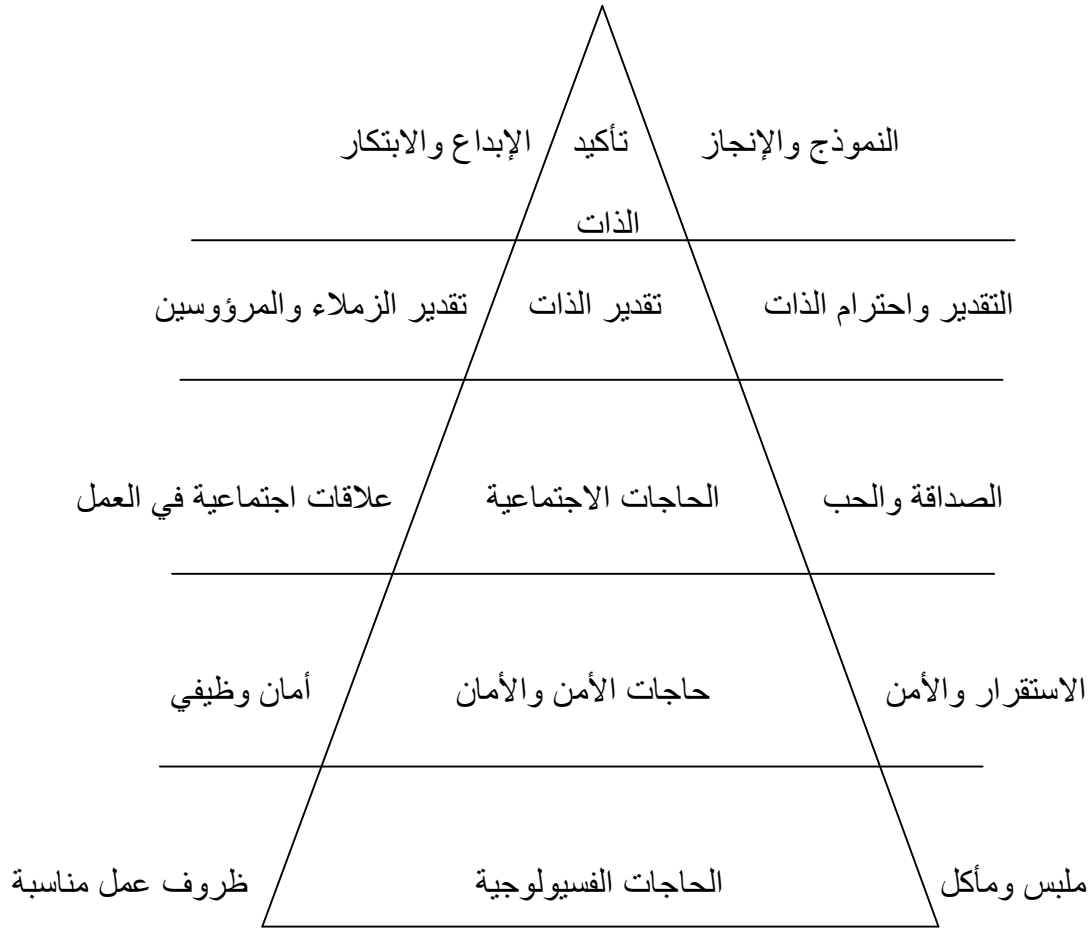 النموذج والإنجاز تأكيد الإبداع والابتكار
الذات
التقدير واحترام الذات تقدير الذات تقدير الزملاء والمرؤوسين
الصداقة والحب الحاجات الاجتماعية علاقات اجتماعية في العمل
الاستقرار والأمن حاجات الأمن والأمان أمان وظيفي
ملبس ومأكل الحاجات الفسيولوجية ظروف عمل مناسبة